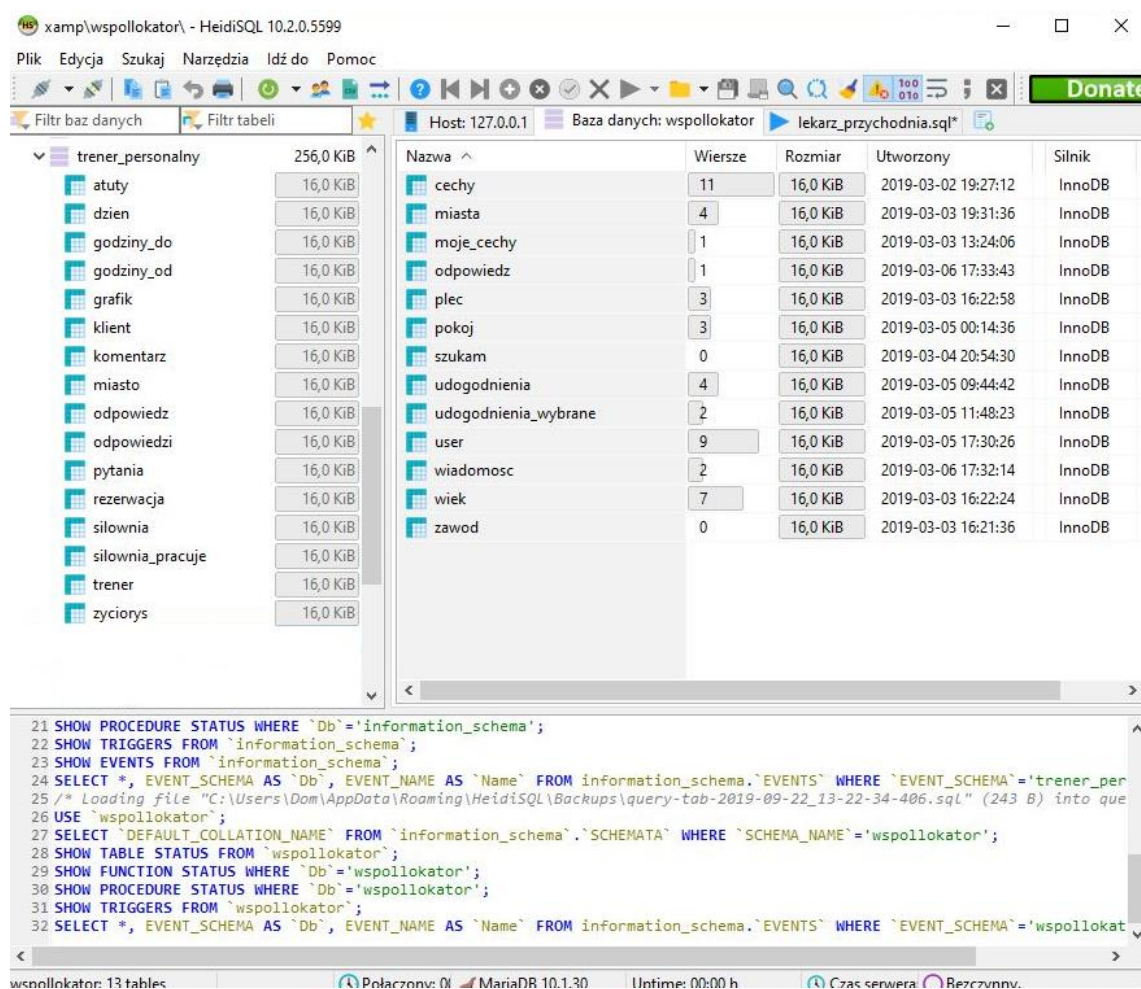 xamp\wspollokator\ - HeidiSQL 10.2.0.5599
Plik Edycja Szukaj Narzędzia Idź do Pomoc
Donate
Filtr baz danych Filtr tabeli Host: 127.0.0.1 Baza danych: wspollokator lekarz_przychodnia.sql*
trener_personalny 256,0 KiB
atuty 16,0 KiB
dzien 16,0 KiB
godziny_do 16,0 KiB
godziny_od 16,0 KiB
grafik 16,0 KiB
klient 16,0 KiB
komentarz 16,0 KiB
miasto 16,0 KiB
odpowiedz 16,0 KiB
odpowiedzi 16,0 KiB
pytania 16,0 KiB
rezerwacja 16,0 KiB
silownia 16,0 KiB
silownia_pracuje 16,0 KiB
trener 16,0 KiB
zyciorys 16,0 KiB
Nazwa Wiersze Rozmiar Utworzony Silnik
cechy 11 16,0 KiB 2019-03-02 19:27:12 InnoDB
miasta 4 16,0 KiB 2019-03-03 19:31:36 InnoDB
moje_cechy 1 16,0 KiB 2019-03-03 13:24:06 InnoDB
odpowiedz 1 16,0 KiB 2019-03-06 17:33:43 InnoDB
plec 3 16,0 KiB 2019-03-03 16:22:58 InnoDB
pokoj 3 16,0 KiB 2019-03-05 00:14:36 InnoDB
szukam 0 16,0 KiB 2019-03-04 20:54:30 InnoDB
udogodnienia 4 16,0 KiB 2019-03-05 09:44:42 InnoDB
udogodnienia_wybrane 2 16,0 KiB 2019-03-05 11:48:23 InnoDB
user 9 16,0 KiB 2019-03-05 17:30:26 InnoDB
wiadomosc 2 16,0 KiB 2019-03-06 17:32:14 InnoDB
wiek 7 16,0 KiB 2019-03-03 16:22:24 InnoDB
zawod 0 16,0 KiB 2019-03-03 16:21:36 InnoDB
21 SHOW PROCEDURE STATUS WHERE `Db`='information_schema';
22 SHOW TRIGGERS FROM `information_schema`;
23 SHOW EVENTS FROM `information_schema`;
24 SELECT *, EVENT_SCHEMA AS `Db`, EVENT_NAME AS `Name` FROM information_schema.`EVENTS` WHERE `EVENT_SCHEMA`='trener_per
25 /* Loading file "C:\Users\Dom\AppData\Roaming\HeidiSQL\Backups\query-tab-2019-09-22_13-22-34-406.sql" (243 B) into que
26 USE `wspollokator`;
27 SELECT `DEFAULT_COLLATION_NAME` FROM `information_schema`.`SCHEMATA` WHERE `SCHEMA_NAME`='wspollokator';
28 SHOW TABLE STATUS FROM `wspollokator`;
29 SHOW FUNCTION STATUS WHERE `Db`='wspollokator';
30 SHOW PROCEDURE STATUS WHERE `Db`='wspollokator';
31 SHOW TRIGGERS FROM `wspollokator`;
32 SELECT *, EVENT_SCHEMA AS `Db`, EVENT_NAME AS `Name` FROM information_schema.`EVENTS` WHERE `EVENT_SCHEMA`='wspollokat
wspollokator: 13 tables Połączony: 0( MariaDB 10.1.30 Uptime: 00:00 h Czas serwera Bezczynny.